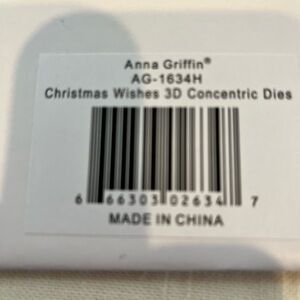 Anna Griffin®
AG-1634H
Christmas Wishes 3D Concentric Dies
6 66303 02634 7
MADE IN CHINA